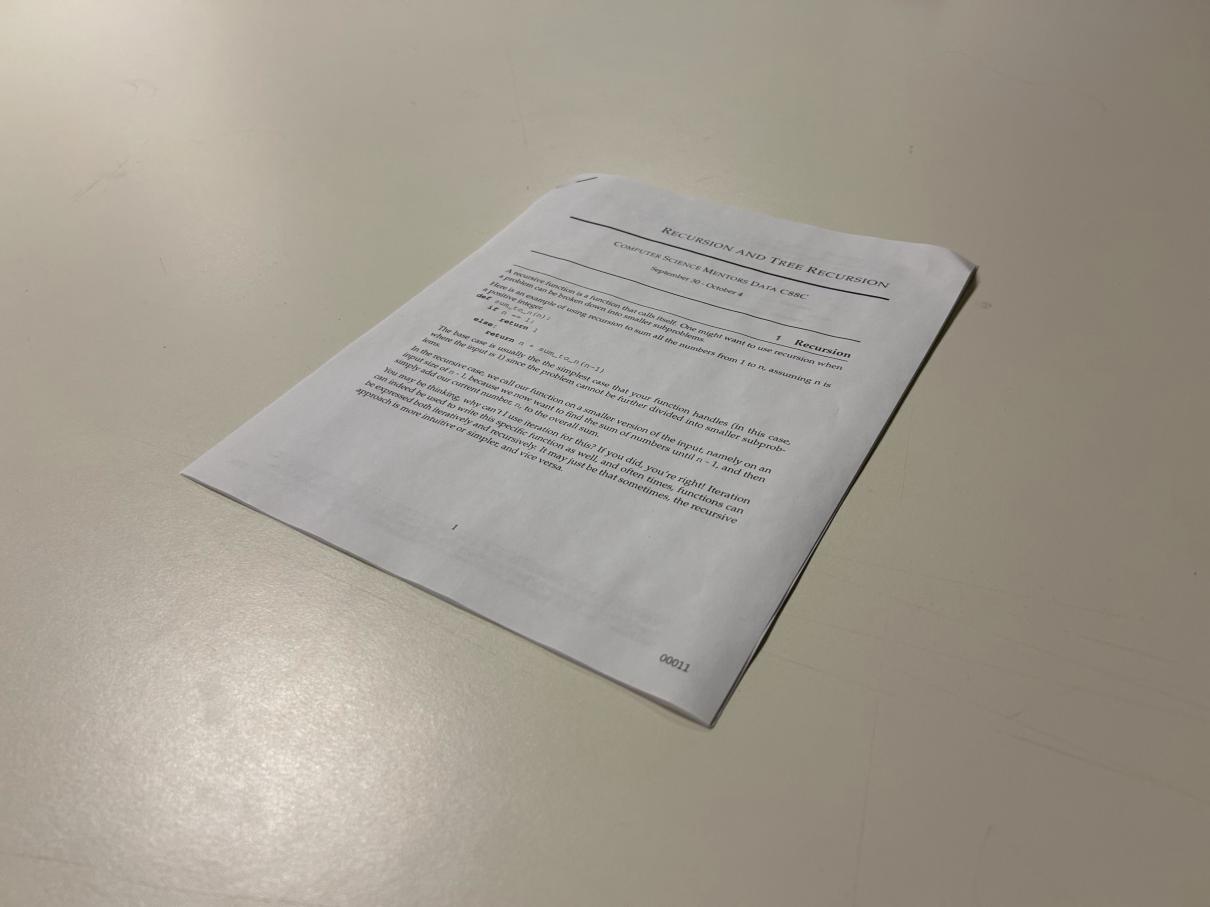 RECURSION AND TREE RECURSION
COMPUTER SCIENCE MENTORS DATA C88C
September 30 - October 4
1 Recursion
A recursive function is a function that calls itself. One might want to use recursion when
a problem can be broken down into smaller subproblems.
Here is an example of using recursion to sum all the numbers from 1 to n, assuming n is
a positive integer.
def sum_to_n(n):
if n == 1:
return 1
else:
return n + sum_to_n(n-1)
The base case is usually the the simplest case that your function handles (in this case,
where the input is 1) since the problem cannot be further divided into smaller subprob-
lems.
In the recursive case, we call our function on a smaller version of the input, namely on an
input size of n - 1, because we now want to find the sum of numbers until n - 1, and then
simply add our current number, n, to the overall sum.
You may be thinking, why can't I use iteration for this? If you did, you're right! Iteration
can indeed be used to write this specific function as well, and often times, functions can
be expressed both iteratively and recursively. It may just be that sometimes, the recursive
approach is more intuitive or simpler, and vice versa.
1
00011